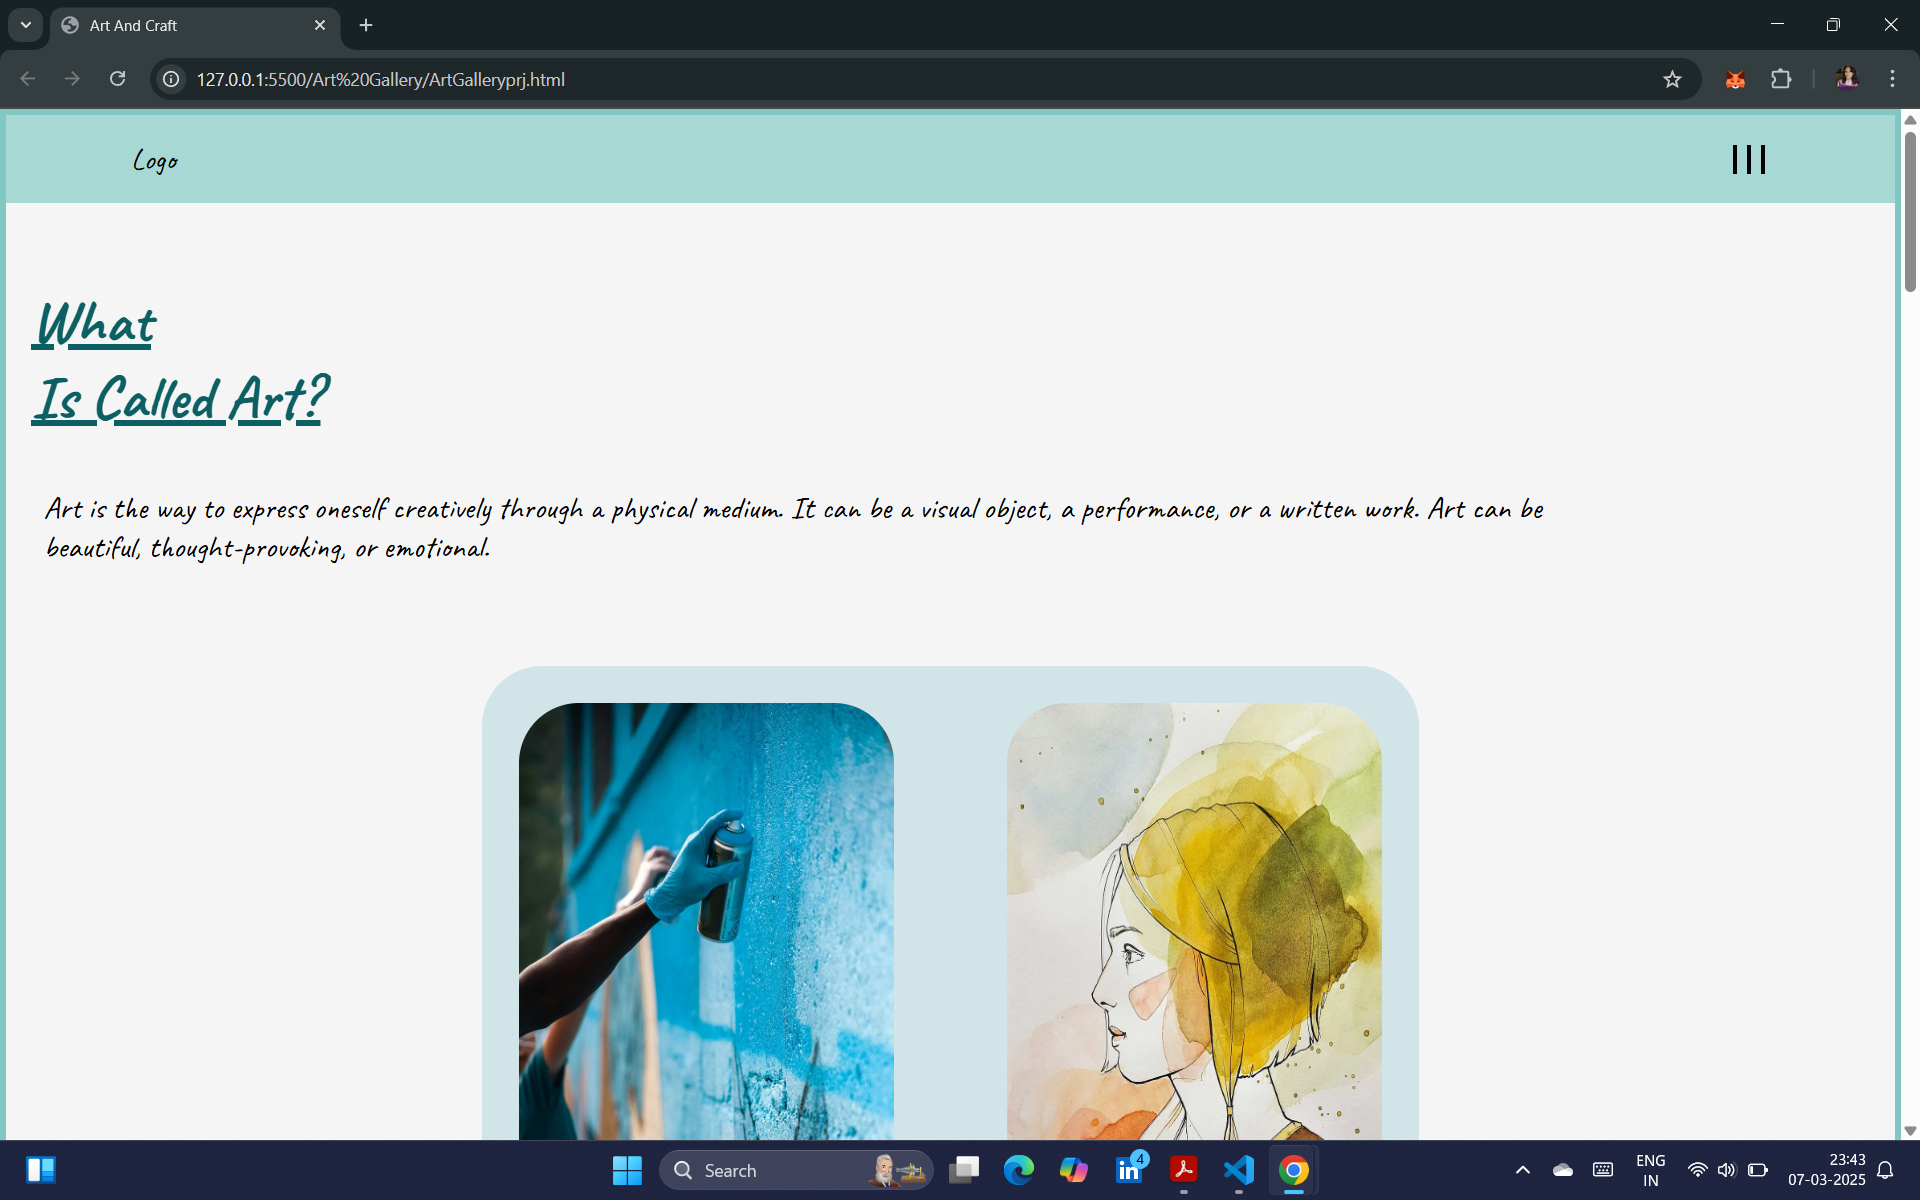 Art And Craft
127.0.0.1:5500/Art%20Gallery/ArtGalleryprj.html
Logo
What
Is Called Art?
Art is the way to express oneself creatively through a physical medium. It can be a visual object, a performance, or a written work. Art can be
beautiful, thought-provoking, or emotional.
Search
4
in
ENG
IN
23:43
07-03-2025